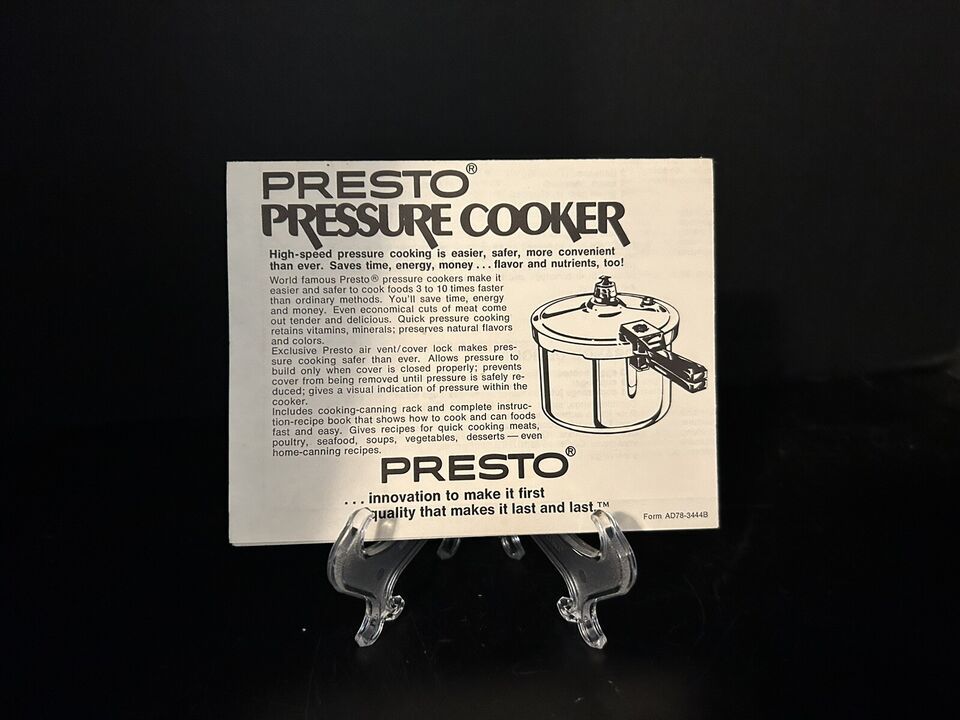 PRESTO®
PRESSURE COOKER
High-speed pressure cooking is easier, safer, more convenient
than ever. Saves time, energy, money . . . flavor and nutrients, too!
World famous Presto® pressure cookers make it
easier and safer to cook foods 3 to 10 times faster
than ordinary methods. You'll save time, energy
and money. Even economical cuts of meat come
out tender and delicious. Quick pressure cooking
retains vitamins, minerals; preserves natural flavors
and colors.
Exclusive Presto air vent/cover lock makes pres-
sure cooking safer than ever. Allows pressure to
build only when cover is closed properly; prevents
cover from being removed until pressure is safely re-
duced; gives a visual indication of pressure within the
cooker.
Includes cooking-canning rack and complete instruc-
tion-recipe book that shows how to cook and can foods
fast and easy. Gives recipes for quick cooking meats,
poultry, seafood, soups, vegetables, desserts — even
home-canning recipes.
PRESTO®
. . . innovation to make it first
quality that makes it last and last.™
Form AD78-3444B